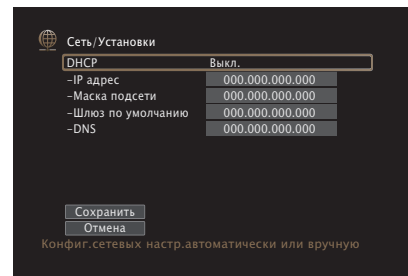 Сеть/Установки
DHCP Выкл.
–IP адрес 000.000.000.000
–Маска подсети 000.000.000.000
–Шлюз по умолчанию 000.000.000.000
–DNS 000.000.000.000
Сохранить
Отмена
Конфиг.сетевых настр.автоматически или вручную